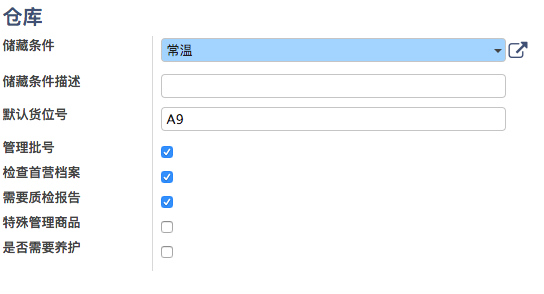 仓库
储藏条件 常温
储藏条件描述
默认货位号 A9
管理批号
检查首营档案
需要质检报告
特殊管理商品
是否需要养护